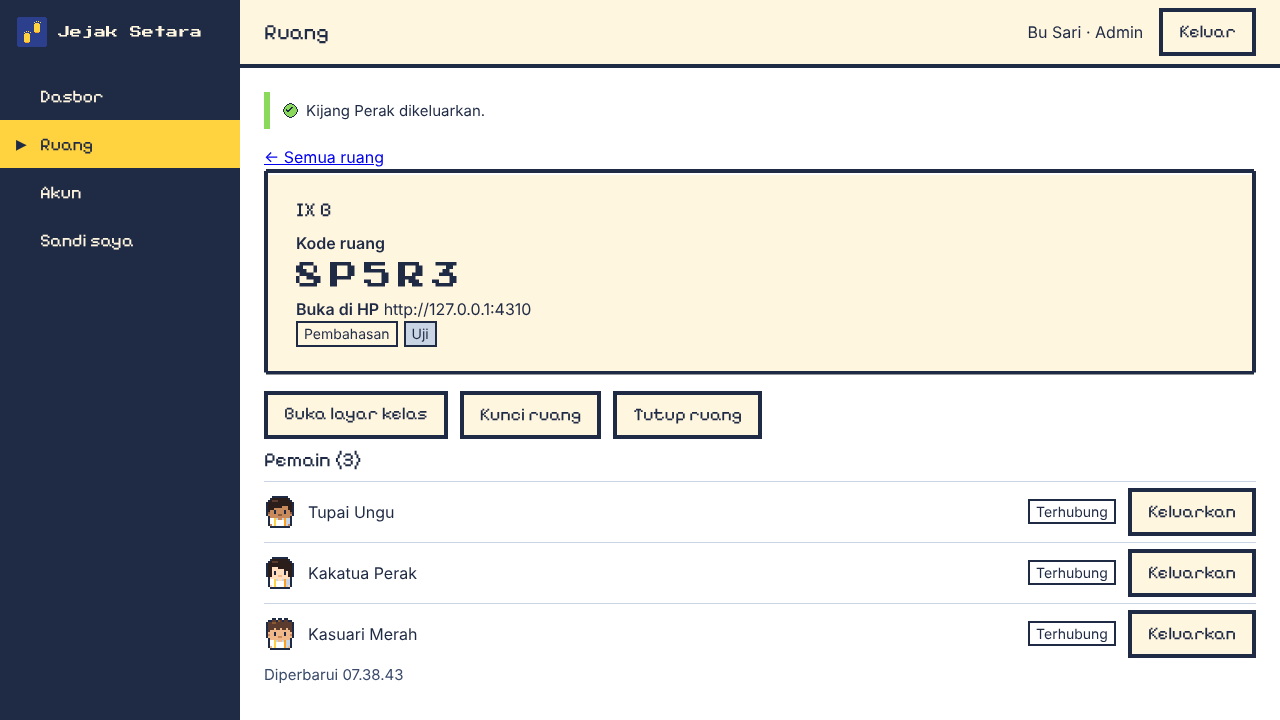 Jejak Setara
Dasbor
▶ Ruang
Akun
Sandi saya
Ruang
Bu Sari · Admin
Keluar
Kijang Perak dikeluarkan.
← Semua ruang
IX B
Kode ruang
8P5R3
Buka di HP http://127.0.0.1:4310
Pembahasan Uji
Buka layar kelas Kunci ruang Tutup ruang
Pemain (3)
Tupai Ungu Terhubung Keluarkan
Kakatua Perak Terhubung Keluarkan
Kasuari Merah Terhubung Keluarkan
Diperbarui 07.38.43